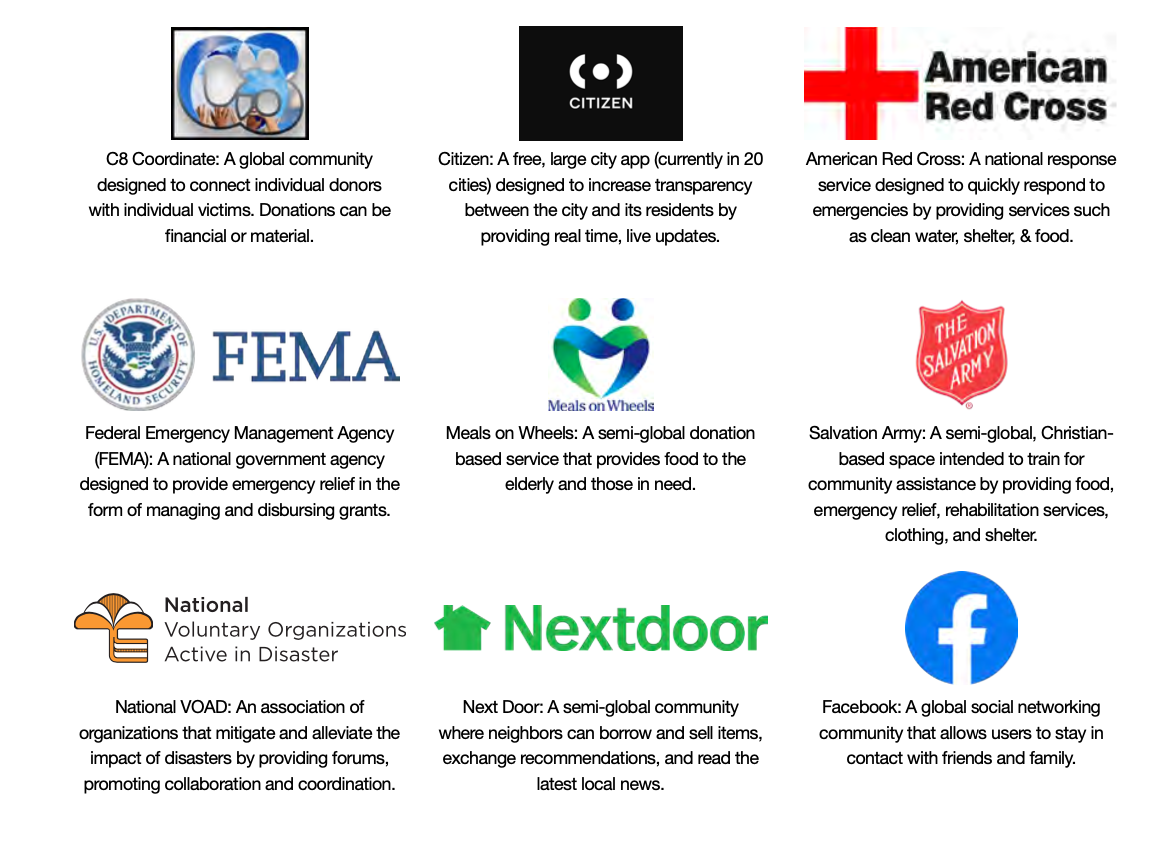 CITIZEN
American
Red Cross
C8 Coordinate: A global community
designed to connect individual donors
with individual victims. Donations can be
financial or material.
Citizen: A free, large city app (currently in 20
cities) designed to increase transparency
between the city and its residents by
providing real time, live updates.
American Red Cross: A national response
service designed to quickly respond to
emergencies by providing services such
as clean water, shelter, & food.
U.S. DEPARTMENT OF
HOMELAND SECURITY
FEMA
Meals on Wheels
THE
SALVATION
ARMY
®
Federal Emergency Management Agency
(FEMA): A national government agency
designed to provide emergency relief in the
form of managing and disbursing grants.
Meals on Wheels: A semi-global donation
based service that provides food to the
elderly and those in need.
Salvation Army: A semi-global, Christian-
based space intended to train for
community assistance by providing food,
emergency relief, rehabilitation services,
clothing, and shelter.
National
Voluntary Organizations
Active in Disaster
Nextdoor
f
National VOAD: An association of
organizations that mitigate and alleviate the
impact of disasters by providing forums,
promoting collaboration and coordination.
Next Door: A semi-global community
where neighbors can borrow and sell items,
exchange recommendations, and read the
latest local news.
Facebook: A global social networking
community that allows users to stay in
contact with friends and family.